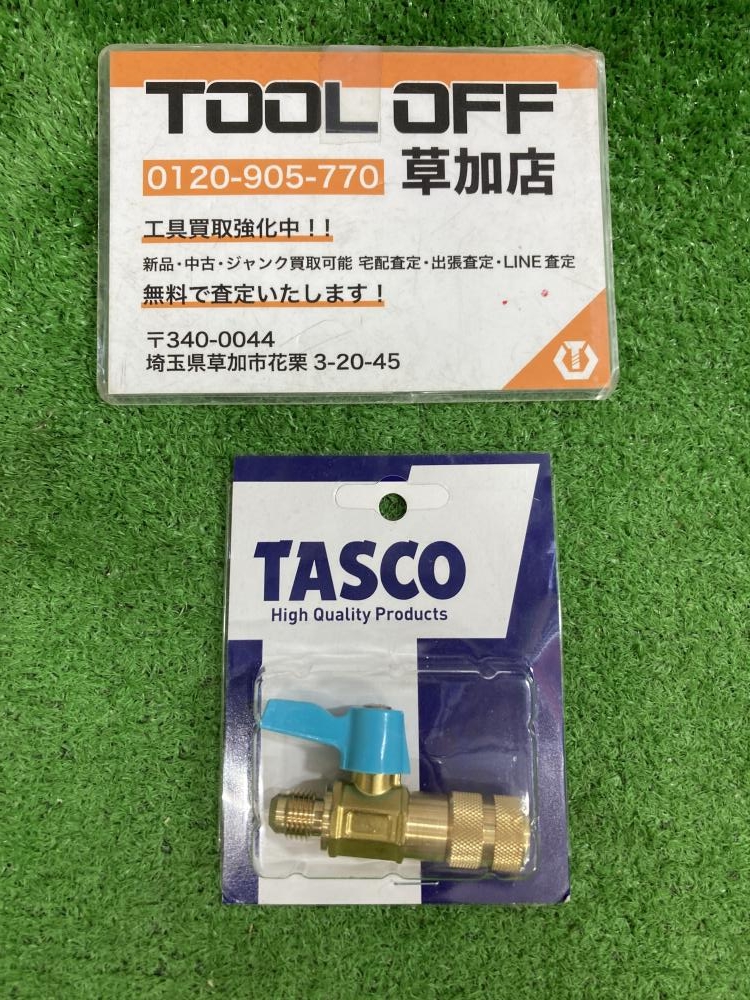 TOOL OFF
0120-905-770 草加店
工具買取強化中！！
新品・中古・ジャンク買取可能 宅配査定・出張査定・LINE査定
無料で査定いたします！
〒340-0044
埼玉県草加市花栗 3-20-45
TASCO
High Quality Products